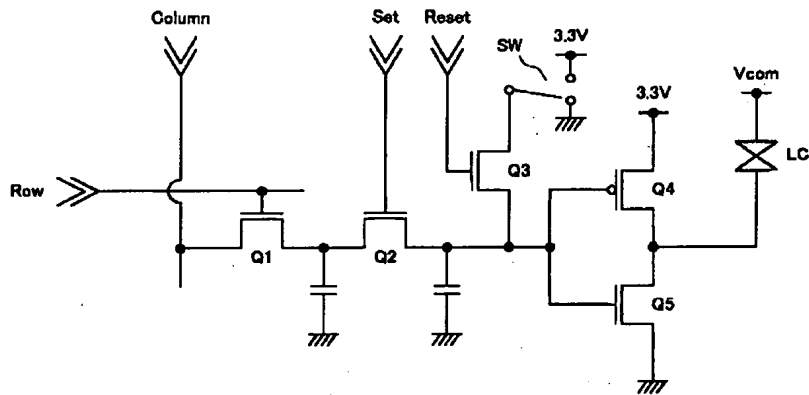 Column
Set
Reset
SW
3.3V
3.3V
Vcom
LC
Row
Q1
Q2
Q3
Q4
Q5